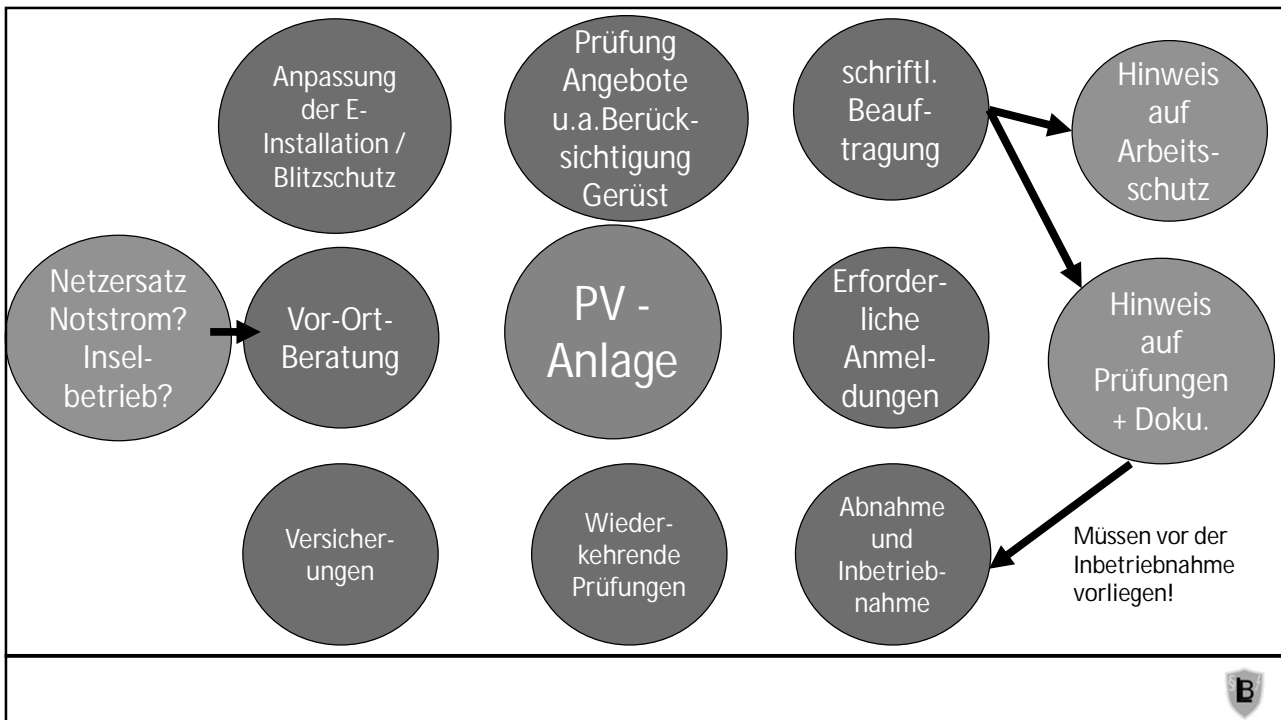 Anpassung
der E-
Installation /
Blitzschutz
Prüfung
Angebote
u.a.Berück-
sichtigung
Gerüst
schriftl.
Beauf-
tragung
Hinweis
auf
Arbeits-
schutz
Netzersatz
Notstrom?
Insel-
betrieb?
Vor-Ort-
Beratung
PV -
Anlage
Erforder-
liche
Anmel-
dungen
Hinweis
auf
Prüfungen
+ Doku.
Versicher-
ungen
Wieder-
kehrende
Prüfungen
Abnahme
und
Inbetrieb-
nahme
Müssen vor der
Inbetriebnahme
vorliegen!
B